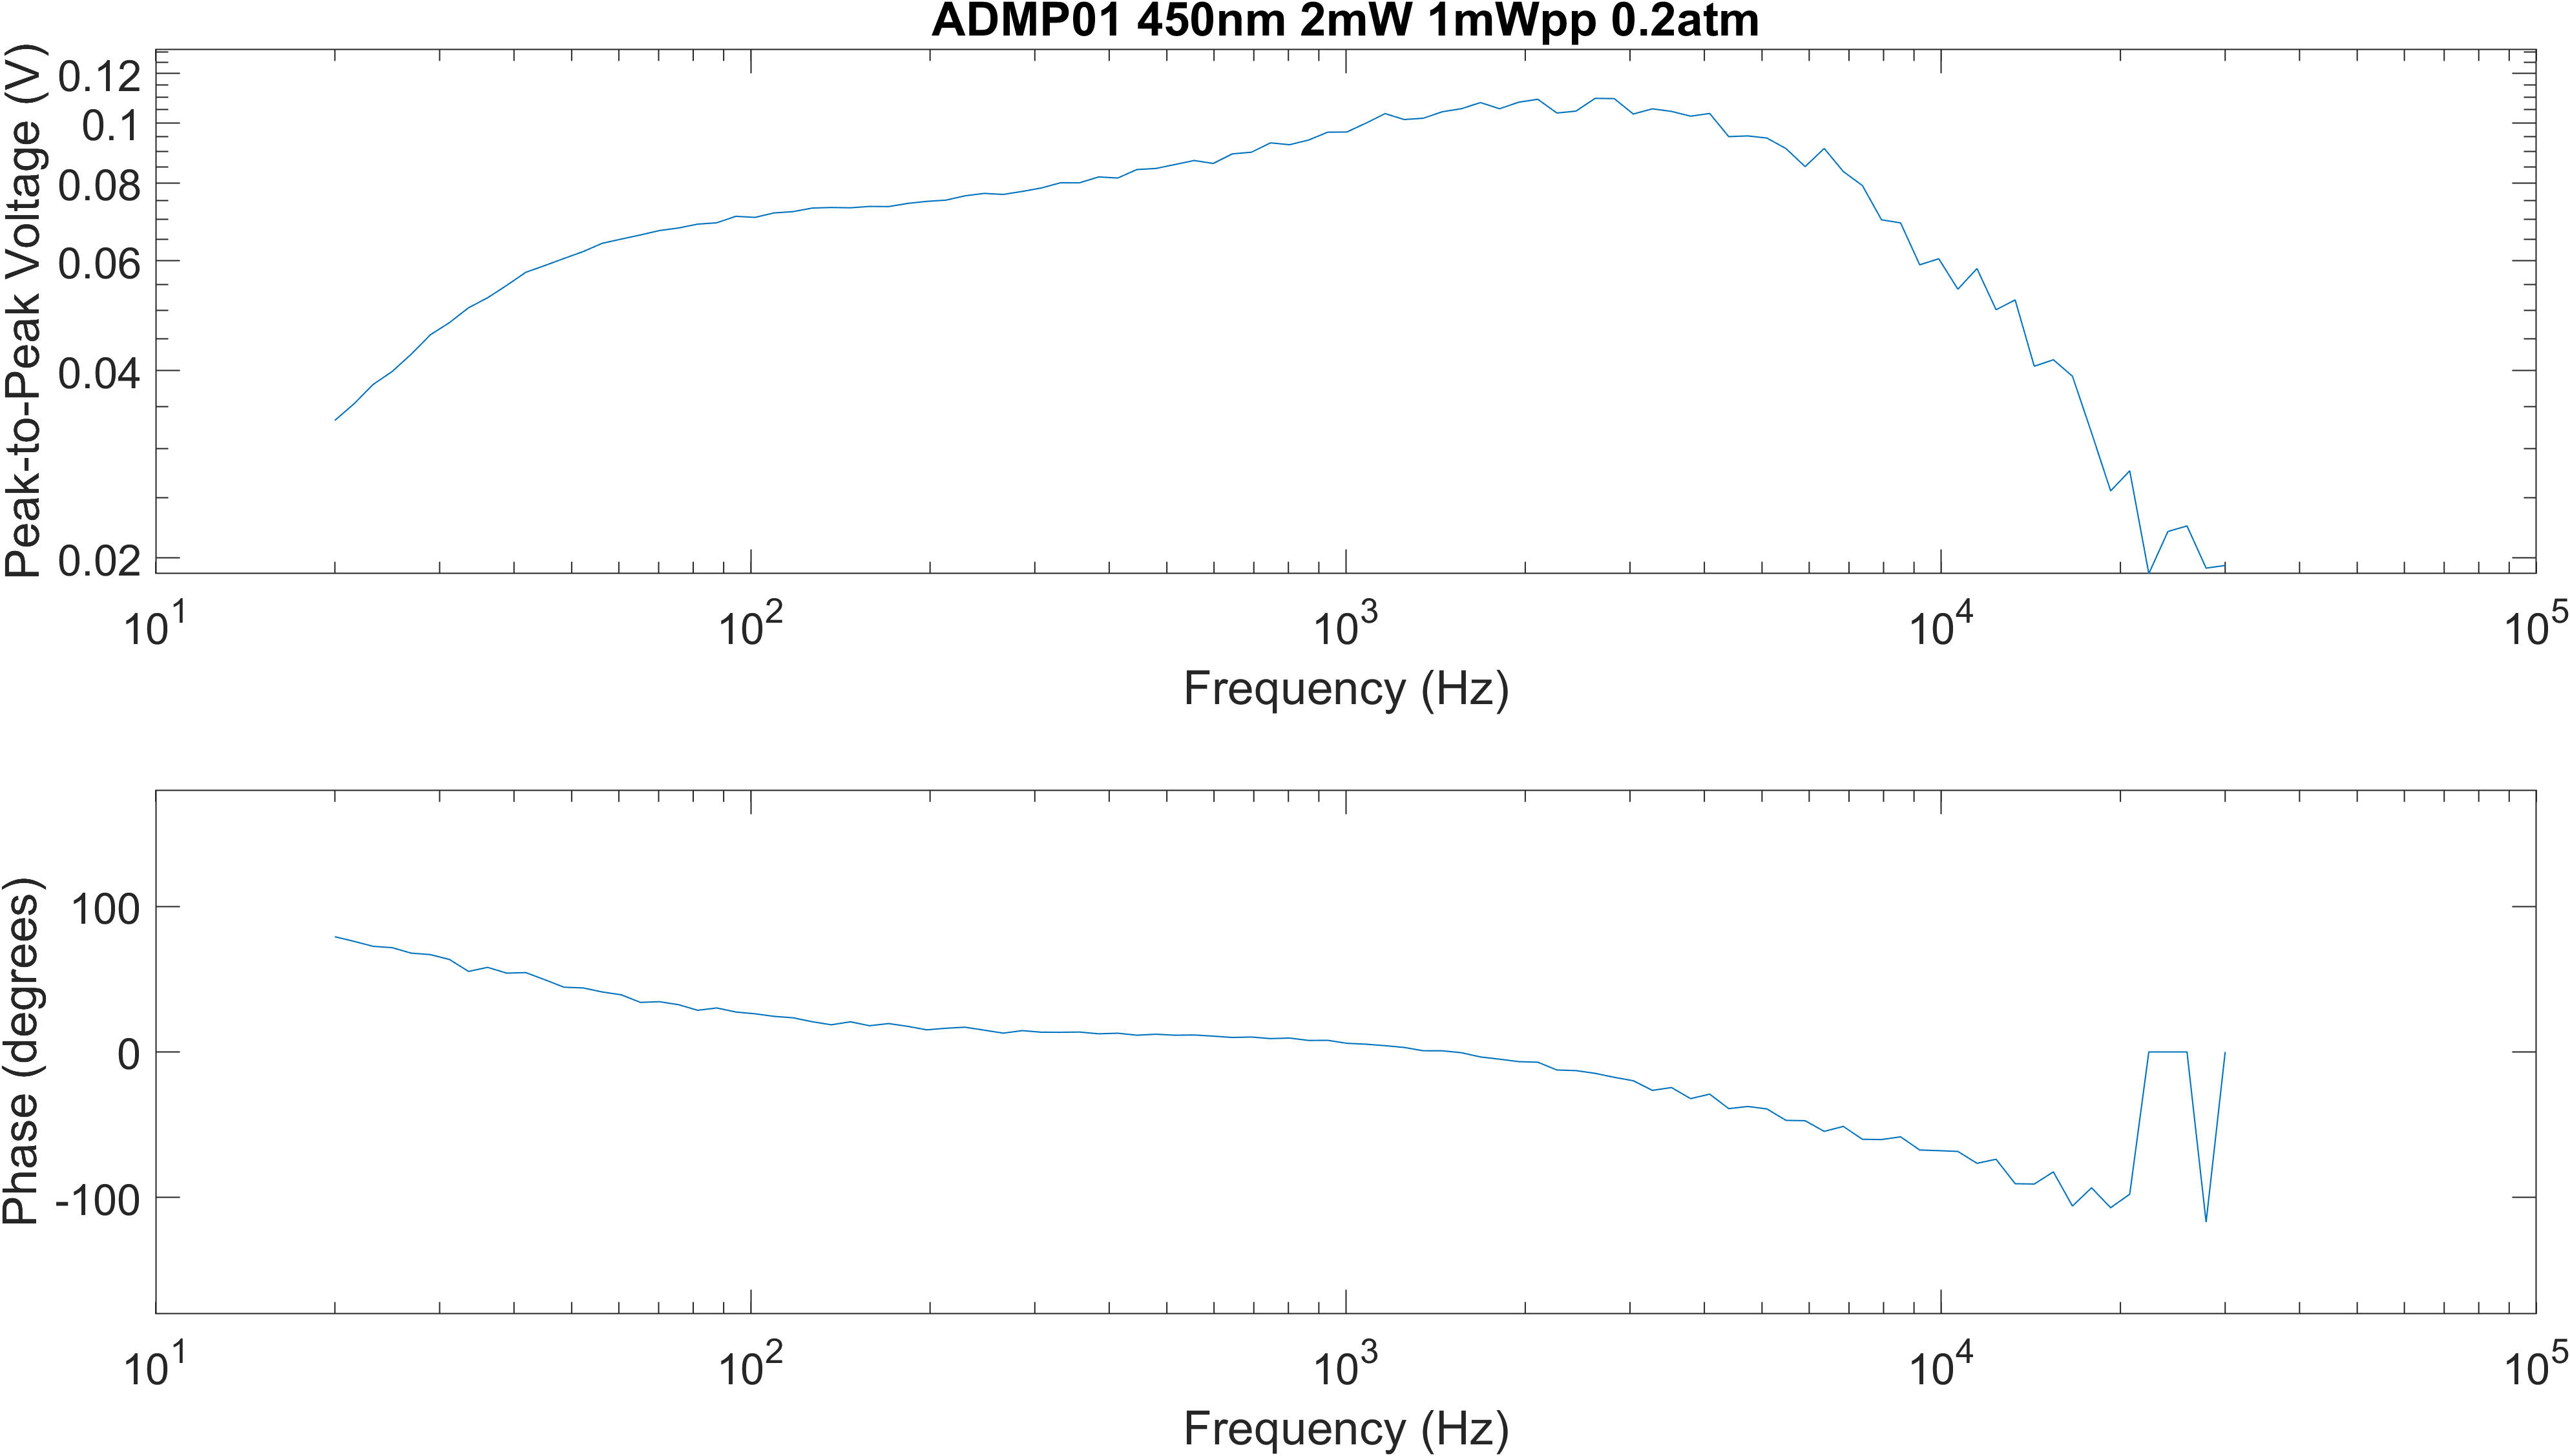 ADMP01 450nm 2mW 1mWpp 0.2atm
Peak-to-Peak Voltage (V)
0.12
0.1
0.08
0.06
0.04
0.02
10^1 10^2 10^3 10^4 10^5
Frequency (Hz)
Phase (degrees)
100
0
-100
10^1 10^2 10^3 10^4 10^5
Frequency (Hz)